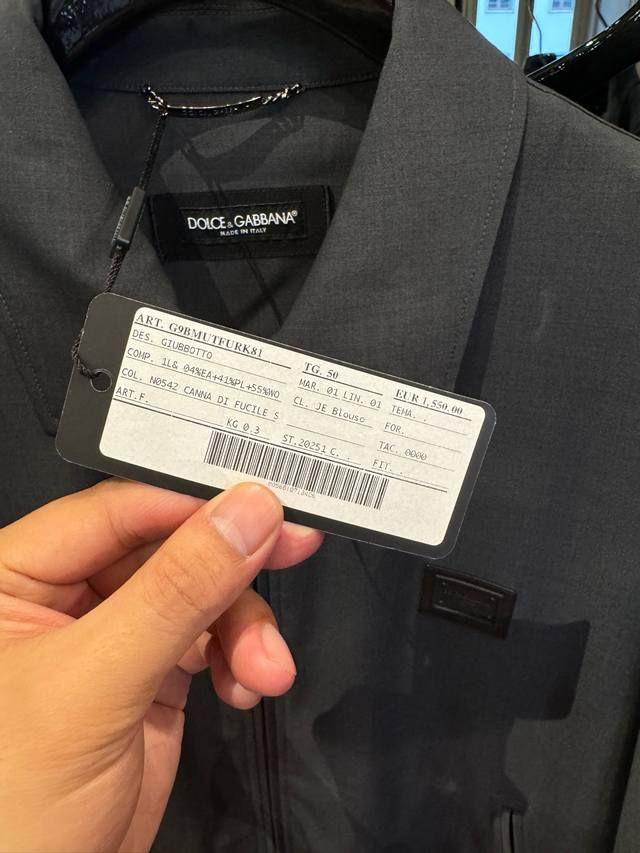 DOLCE & GABBANA®
MADE IN ITALY
ART. G9BMUTFURK81
TG. 50
EUR 1,550.00
DES. GIUBBOTTO
MAR. 01 LIN. 01
TEMA. .
COMP. 1L& 04%EA+41%PL+55%WO
CL. JE Blouso
FOR.
COL. N0542 CANNA DI FUCILE S
TAC. 0000
ART.F.
KG 0.3
ST.20251 C. .
FIT. .